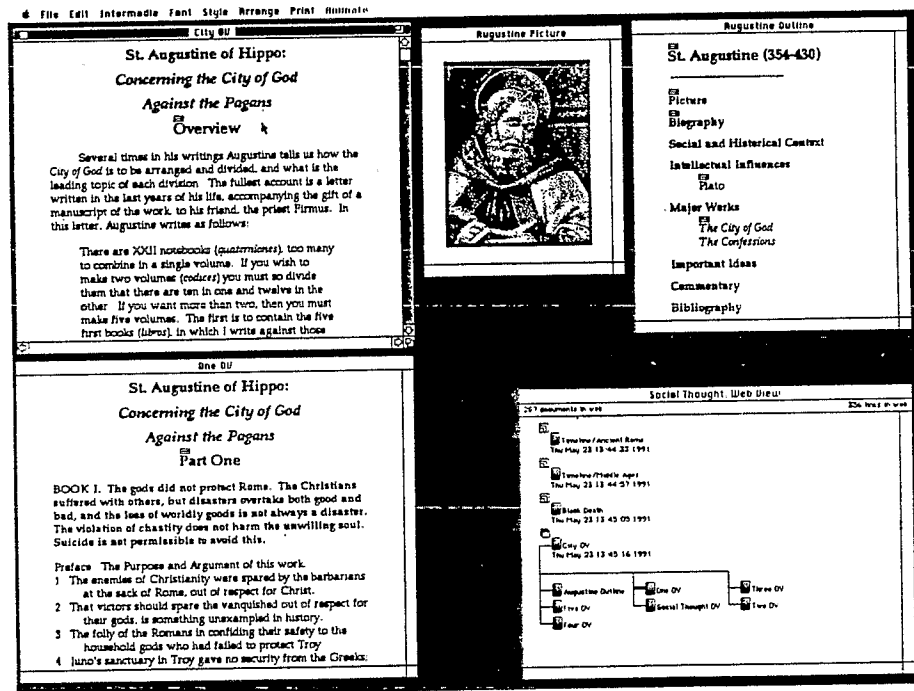 File Edit Intermedia Font Style Arrange Print Animate
City OV
St. Augustine of Hippo:
Concerning the City of God
Against the Pagans
Overview
Several times in his writings Augustine tells us how the
City of God is to be arranged and divided, and what is the
leading topic of each division The fullest account is a letter
written in the last years of his life, accompanying the gift of a
manuscript of the work, to his friend, the priest Firmus. In
this letter, Augustine writes as follows:
There are XXII notebooks (quaterniones), too many
to combine in a single volume. If you wish to
make two volumes (codices) you must so divide
them that there are ten in one and twelve in the
other If you want more than two, then you must
make five volumes. The first is to contain the five
first books (libros), in which I write against those
Augustine Picture
Augustine Outline
St. Augustine (354-430)
Picture
Biography
Social and Historical Context
Intellectual Influences
Plato
Major Works
The City of God
The Confessions
Important Ideas
Commentary
Bibliography
One OV
St. Augustine of Hippo:
Concerning the City of God
Against the Pagans
Part One
BOOK I. The gods did not protect Rome. The Christians
suffered with others, but disasters overtake both good and
bad, and the loss of worldly goods is not always a disaster.
The violation of chastity does not harm the unwilling soul.
Suicide is not permissible to avoid this.
Preface The Purpose and Argument of this work
1 The enemies of Christianity were spared by the barbarians
at the sack of Rome, out of respect for Christ.
2 That victors should spare the vanquished out of respect for
their gods, is something unexampled in history.
3 The folly of the Romans in confiding their safety to the
household gods who had failed to protect Troy
4 Juno's sanctuary in Troy gave no security from the Greeks:
Social Thought: Web View
documents in web
links in web
Timeline/Ancient Rome
Thu May 23 13 44 33 1991
Timeline/Middle Ages
Thu May 23 13 44 57 1991
Black Death
Thu May 23 13 45 05 1991
City OV
Thu May 23 13 45 16 1991
Augustine Outline One OV Three OV
Five OV Social Thought OV Two OV
Four OV